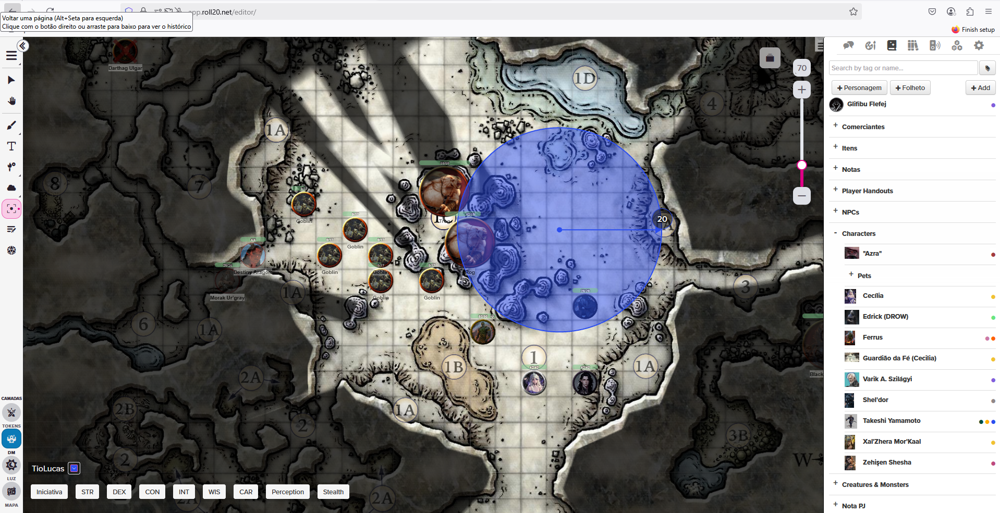 app.roll20.net/editor/
Voltar uma página (Alt+Seta para esquerda)
Clique com o botão direito ou arraste para baixo para ver o histórico
Finish setup
70
Search by tag or name...
+ Personagem
+ Folheto
+ Add
Glifibu Flefej
+ Comerciantes
+ Itens
+ Notas
+ Player Handouts
+ NPCs
- Characters
"Azra"
+ Pets
Cecília
Edrick (DROW)
Ferrus
Guardião da Fé (Cecilia)
Varik A. Szilágyi
Shel'dor
Takeshi Yamamoto
Xal'Zhera Mor'Kaal
Zehişen Shesha
+ Creatures & Monsters
+ Nota PJ
Darthag Ulgar
1D
4
1A
8
7
Goblin
Trog
20
Goblin
Goblin
Goblin
Destiny Aragorn
Rog
Morak Ur'gray
Goblin
Goblin
1A
3
6
1A
1
1B
1A
2A
Black
1A
2B
2
3B
2
W
2A
2A
CAMADAS
TOKENS
DM
LUZ
MAPA
TioLucas
Iniciativa
STR
DEX
CON
INT
WIS
CAR
Perception
Stealth